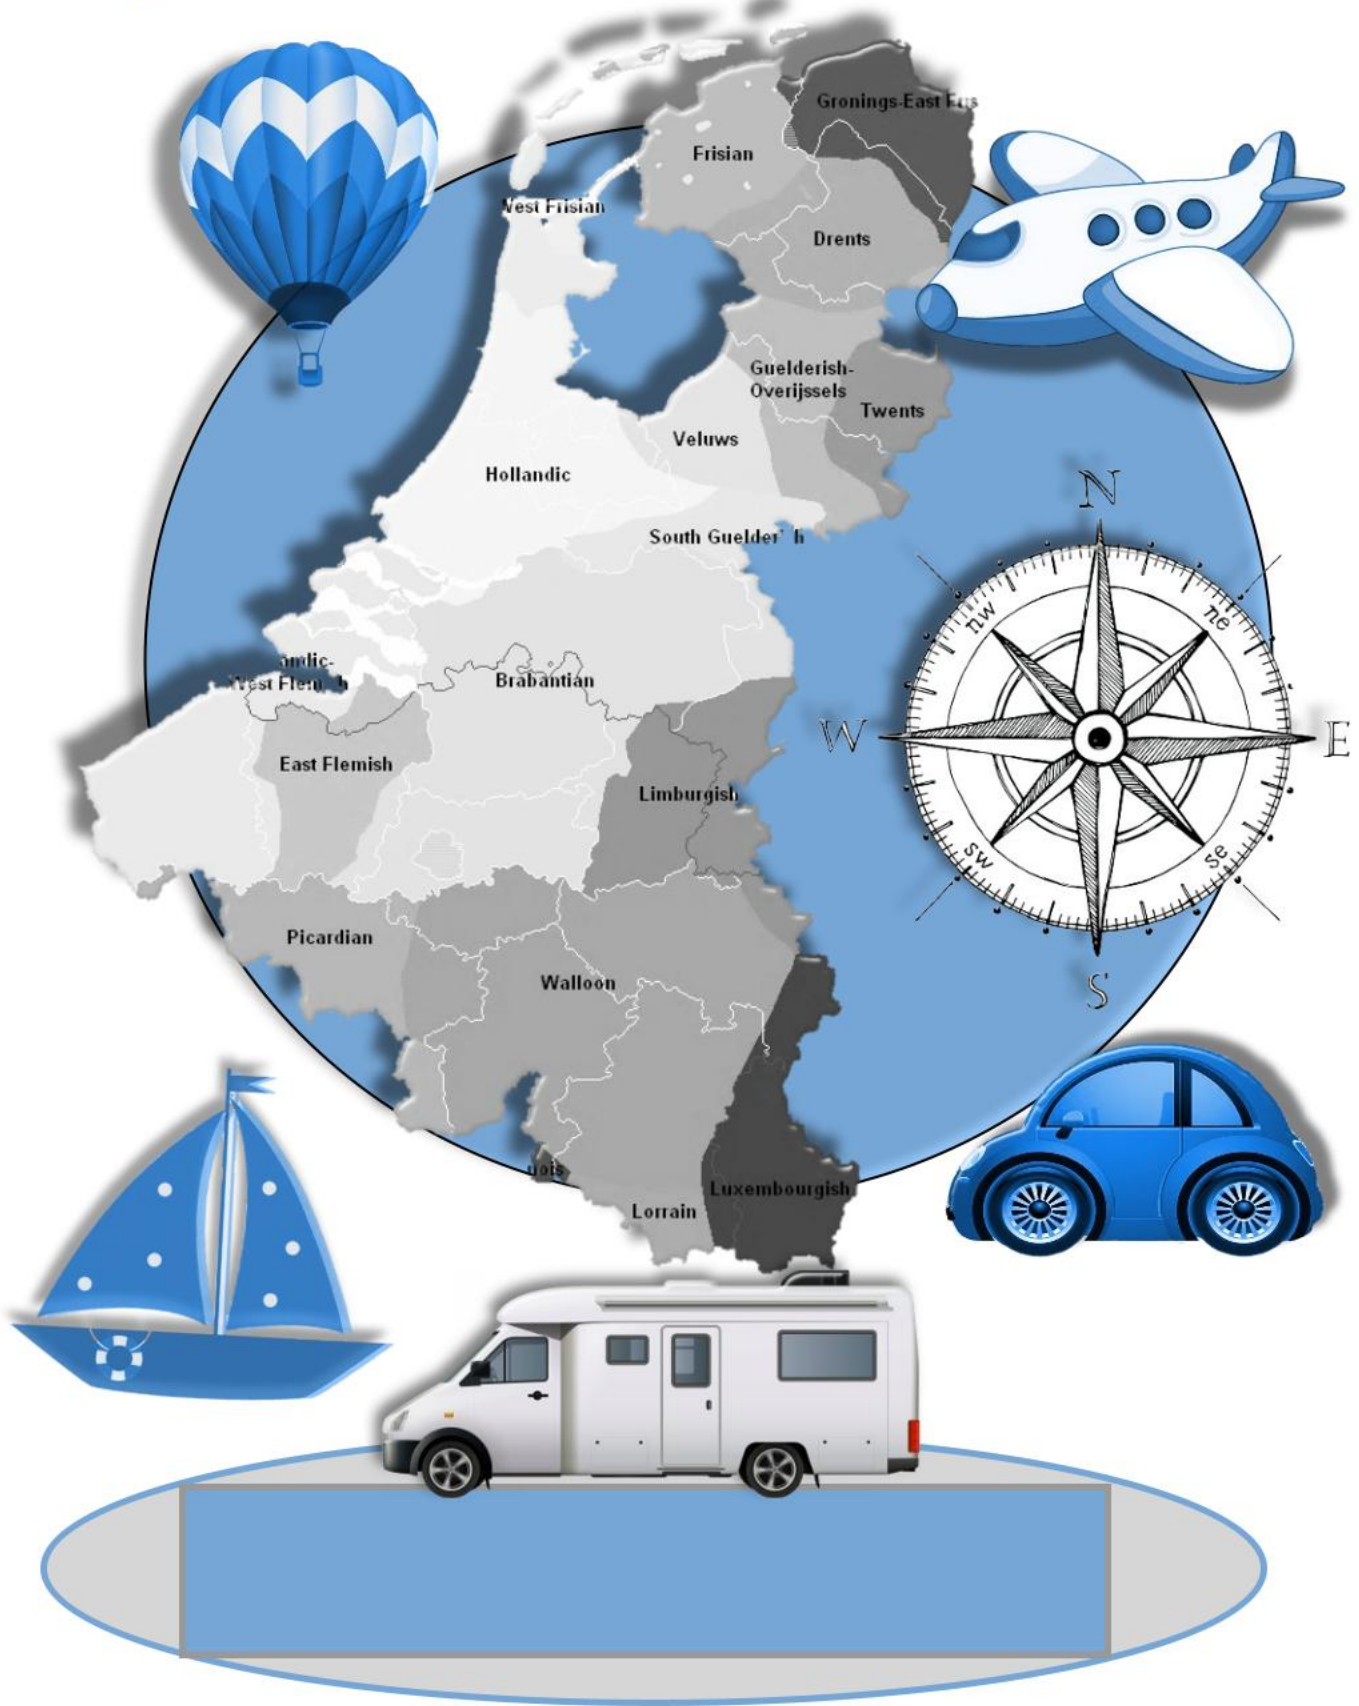 Gronings-East
Frisian
West Frisian
Drents
Guelderish-
Overijssels
Twents
Veluws
Hollandic
South
N
nw
ne
West
Brabantian
W
E
East Flemish
Limburgish
sw
se
Picardian
Walloon
S
Luxembourgish
Lorrain